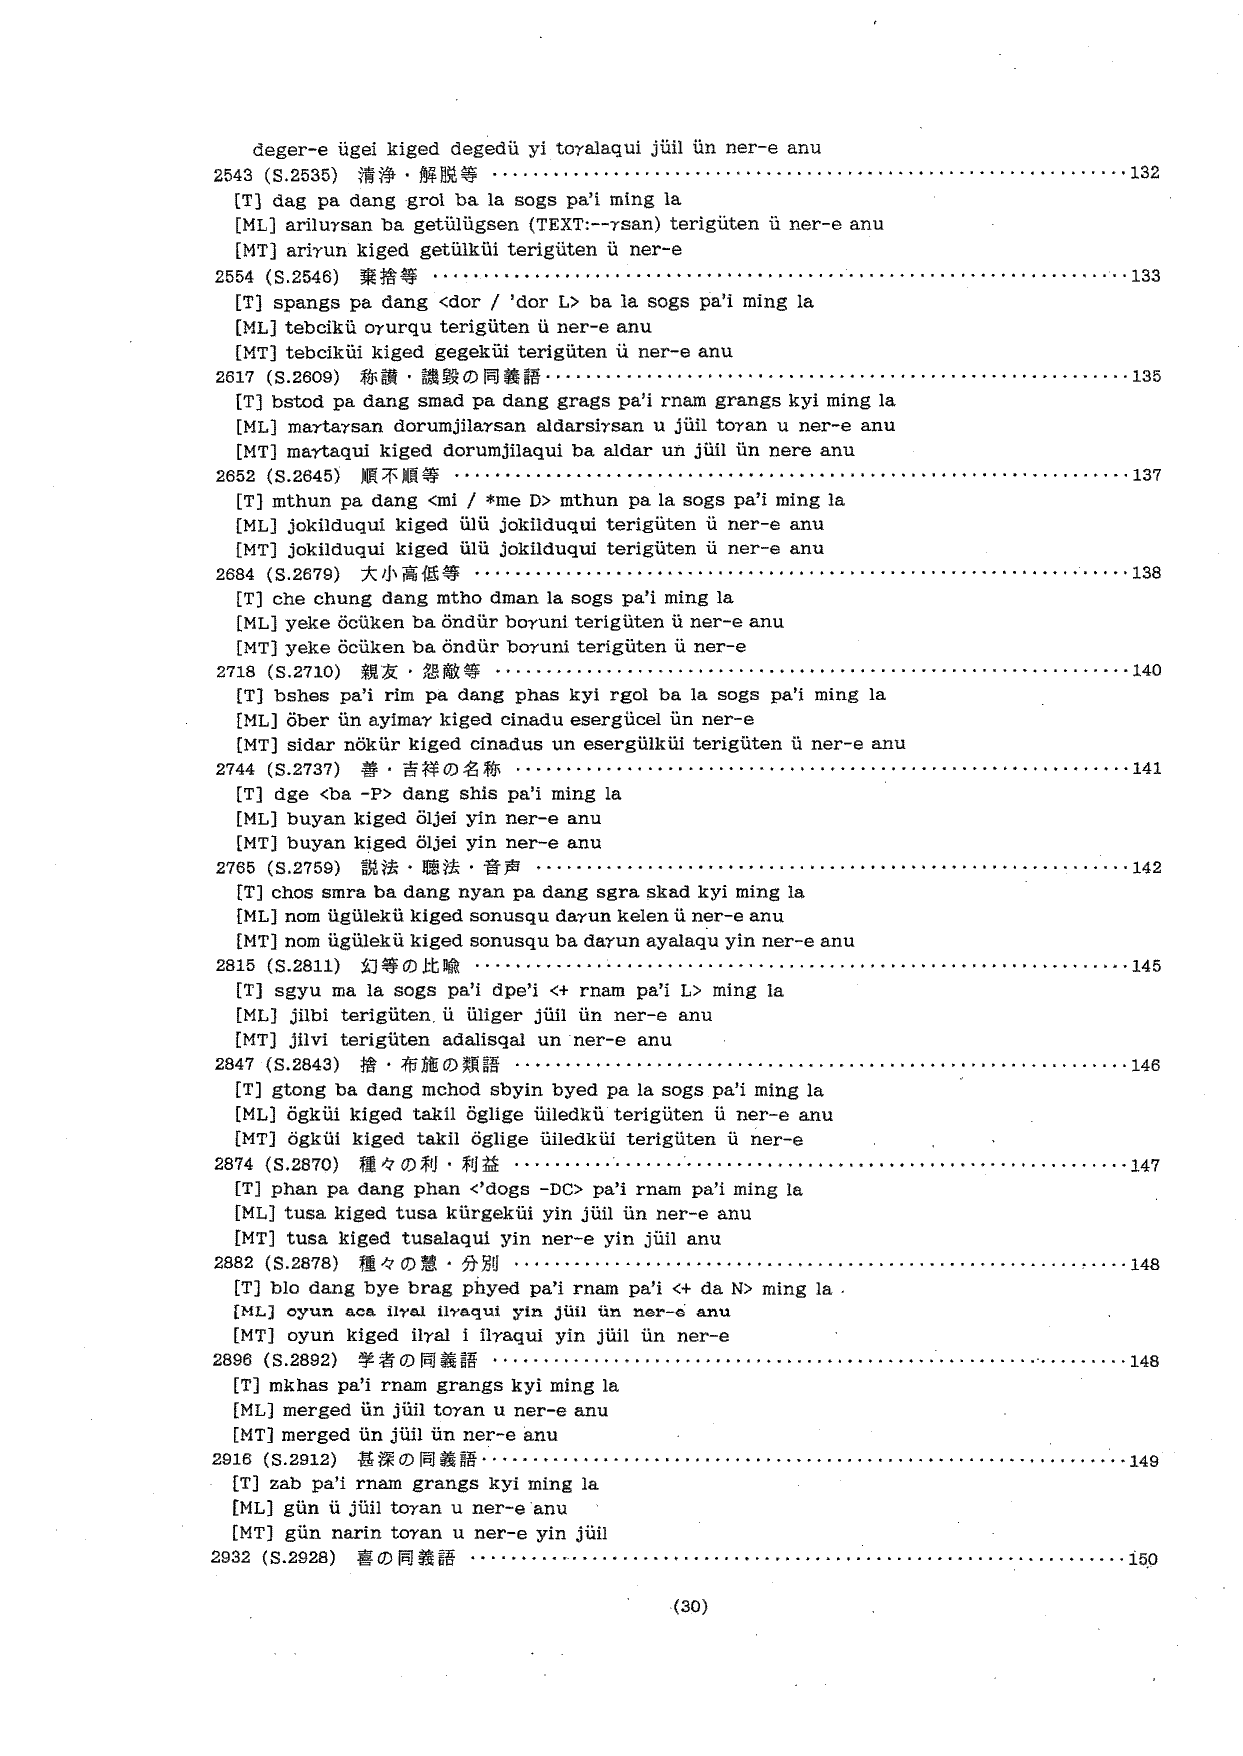 deger-e ügei kiged degedü yi toγalaqui jüil ün ner-e anu
2543 (S.2535) 清浄・解脱等 ……………132
[T] dag pa dang grol ba la sogs pa'i ming la
[ML] ariluγsan ba getülügsen (TEXT:--γsan) terigüten ü ner-e anu
[MT] ariγun kiged getülküi terigüten ü ner-e
2554 (S.2546) 棄捨等 ……………133
[T] spangs pa dang <dor / 'dor L> ba la sogs pa'i ming la
[ML] tebcikü oγurqu terigüten ü ner-e anu
[MT] tebciküi kiged gegeküi terigüten ü ner-e anu
2617 (S.2609) 称讃・譏毀の同義語……………135
[T] bstod pa dang smad pa dang grags pa'i rnam grangs kyi ming la
[ML] maγtaγsan dorumjilaγsan aldarsiγsan u jüil toγan u ner-e anu
[MT] maγtaqui kiged dorumjilaqui ba aldar un jüil ün nere anu
2652 (S.2645) 順不順等 ……………137
[T] mthun pa dang <mi / *me D> mthun pa la sogs pa'i ming la
[ML] jokilduqui kiged ülü jokilduqui terigüten ü ner-e anu
[MT] jokilduqui kiged ülü jokilduqui terigüten ü ner-e anu
2684 (S.2679) 大小高低等 ……………138
[T] che chung dang mtho dman la sogs pa'i ming la
[ML] yeke öcüken ba öndür boγuni terigüten ü ner-e anu
[MT] yeke öcüken ba öndür boγuni terigüten ü ner-e
2718 (S.2710) 親友・怨敵等 ……………140
[T] bshes pa'i rim pa dang phas kyi rgol ba la sogs pa'i ming la
[ML] öber ün ayimaγ kiged cinadu esergücel ün ner-e
[MT] sidar nökür kiged cinadus un esergülküi terigüten ü ner-e anu
2744 (S.2737) 善・吉祥の名称 ……………141
[T] dge <ba -P> dang shis pa'i ming la
[ML] buyan kiged öljei yin ner-e anu
[MT] buyan kiged öljei yin ner-e anu
2765 (S.2759) 説法・聴法・音声 ……………142
[T] chos smra ba dang nyan pa dang sgra skad kyi ming la
[ML] nom ügülekü kiged sonusqu daγun kelen ü ner-e anu
[MT] nom ügülekü kiged sonusqu ba daγun ayalaqu yin ner-e anu
2815 (S.2811) 幻等の比喩 ……………145
[T] sgyu ma la sogs pa'i dpe'i <+ rnam pa'i L> ming la
[ML] jilbi terigüten ü üliger jüil ün ner-e anu
[MT] jilvi terigüten adalisqal un ner-e anu
2847 (S.2843) 捨・布施の類語 ……………146
[T] gtong ba dang mchod sbyin byed pa la sogs pa'i ming la
[ML] ögküi kiged takil öglige üiledkü terigüten ü ner-e anu
[MT] ögküi kiged takil öglige üiledküi terigüten ü ner-e
2874 (S.2870) 種々の利・利益 ……………147
[T] phan pa dang phan <'dogs -DC> pa'i rnam pa'i ming la
[ML] tusa kiged tusa kürgeküi yin jüil ün ner-e anu
[MT] tusa kiged tusalaqui yin ner-e yin jüil anu
2882 (S.2878) 種々の慧・分別 ……………148
[T] blo dang bye brag phyed pa'i rnam pa'i <+ da N> ming la
[ML] oyun aca ilγal ilγaqui yin jüil ün ner-e anu
[MT] oyun kiged ilγal i ilγaqui yin jüil ün ner-e
2896 (S.2892) 学者の同義語 ……………148
[T] mkhas pa'i rnam grangs kyi ming la
[ML] merged ün jüil toγan u ner-e anu
[MT] merged ün jüil ün ner-e anu
2916 (S.2912) 甚深の同義語……………149
[T] zab pa'i rnam grangs kyi ming la
[ML] gün ü jüil toγan u ner-e anu
[MT] gün narin toγan u ner-e yin jüil
2932 (S.2928) 喜の同義語 ……………150
(30)